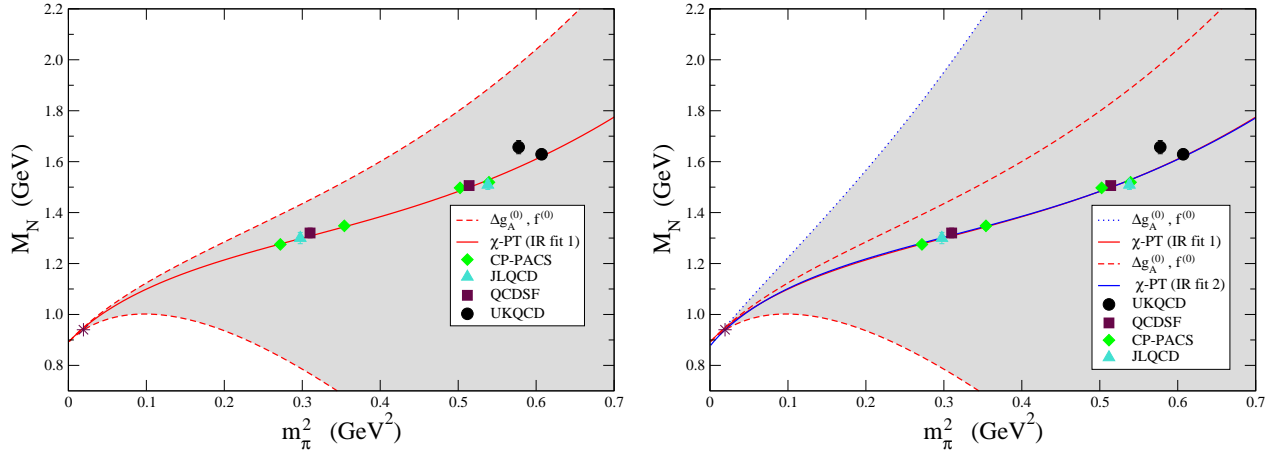 2.2
2.0
1.8
1.6
1.4
1.2
1.0
0.8
M_N (GeV)
Δg_A^(0) , f^(0)
χ-PT (IR fit 1)
CP-PACS
JLQCD
QCDSF
UKQCD
0 0.1 0.2 0.3 0.4 0.5 0.6 0.7
m_π^2 (GeV^2)
2.2
2.0
1.8
1.6
1.4
1.2
1.0
0.8
M_N (GeV)
Δg_A^(0) , f^(0)
χ-PT (IR fit 1)
Δg_A^(0) , f^(0)
χ-PT (IR fit 2)
UKQCD
QCDSF
CP-PACS
JLQCD
0 0.1 0.2 0.3 0.4 0.5 0.6 0.7
m_π^2 (GeV^2)